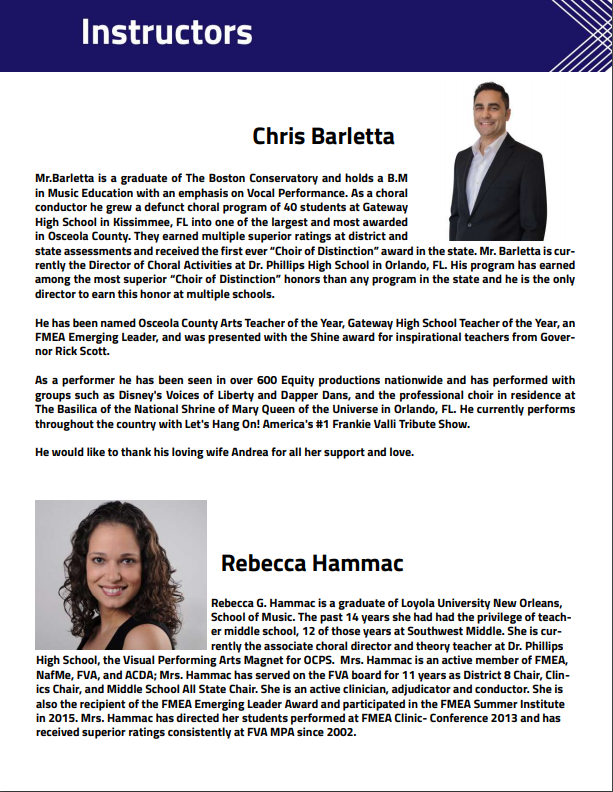 Instructors
Chris Barletta
Mr.Barletta is a graduate of The Boston Conservatory and holds a B.M
in Music Education with an emphasis on Vocal Performance. As a choral
conductor he grew a defunct choral program of 40 students at Gateway
High School in Kissimmee, FL into one of the largest and most awarded
in Osceola County. They earned multiple superior ratings at district and
state assessments and received the first ever “Choir of Distinction” award in the state. Mr. Barletta is cur-
rently the Director of Choral Activities at Dr. Phillips High School in Orlando, FL. His program has earned
among the most superior “Choir of Distinction” honors than any program in the state and he is the only
director to earn this honor at multiple schools.
He has been named Osceola County Arts Teacher of the Year, Gateway High School Teacher of the Year, an
FMEA Emerging Leader, and was presented with the Shine award for inspirational teachers from Gover-
nor Rick Scott.
As a performer he has been seen in over 600 Equity productions nationwide and has performed with
groups such as Disney's Voices of Liberty and Dapper Dans, and the professional choir in residence at
The Basilica of the National Shrine of Mary Queen of the Universe in Orlando, FL. He currently performs
throughout the country with Let's Hang On! America's #1 Frankie Valli Tribute Show.
He would like to thank his loving wife Andrea for all her support and love.
Rebecca Hammac
Rebecca G. Hammac is a graduate of Loyola University New Orleans,
School of Music. The past 14 years she had had the privilege of teach-
er middle school, 12 of those years at Southwest Middle. She is cur-
rently the associate choral director and theory teacher at Dr. Phillips
High School, the Visual Performing Arts Magnet for OCPS. Mrs. Hammac is an active member of FMEA,
NafMe, FVA, and ACDA; Mrs. Hammac has served on the FVA board for 11 years as District 8 Chair, Clin-
ics Chair, and Middle School All State Chair. She is an active clinician, adjudicator and conductor. She is
also the recipient of the FMEA Emerging Leader Award and participated in the FMEA Summer Institute
in 2015. Mrs. Hammac has directed her students performed at FMEA Clinic- Conference 2013 and has
received superior ratings consistently at FVA MPA since 2002.